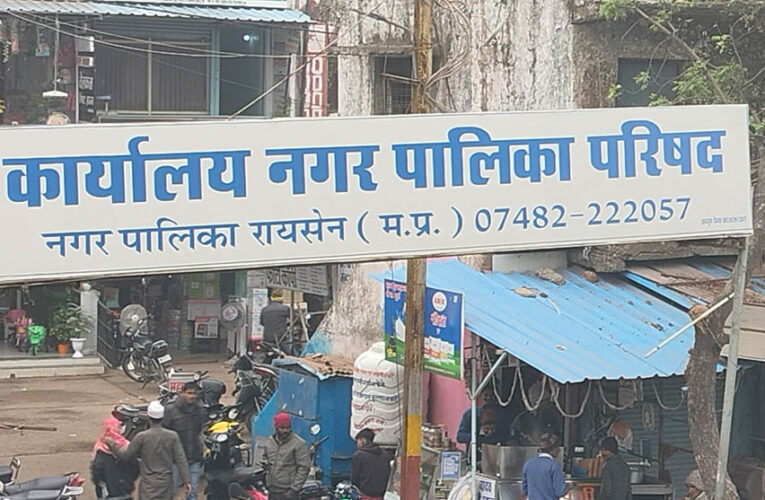 कार्यालय नगर पालिका परिषद
नगर पालिका रायसेन ( म.प्र. ) 07482-222057